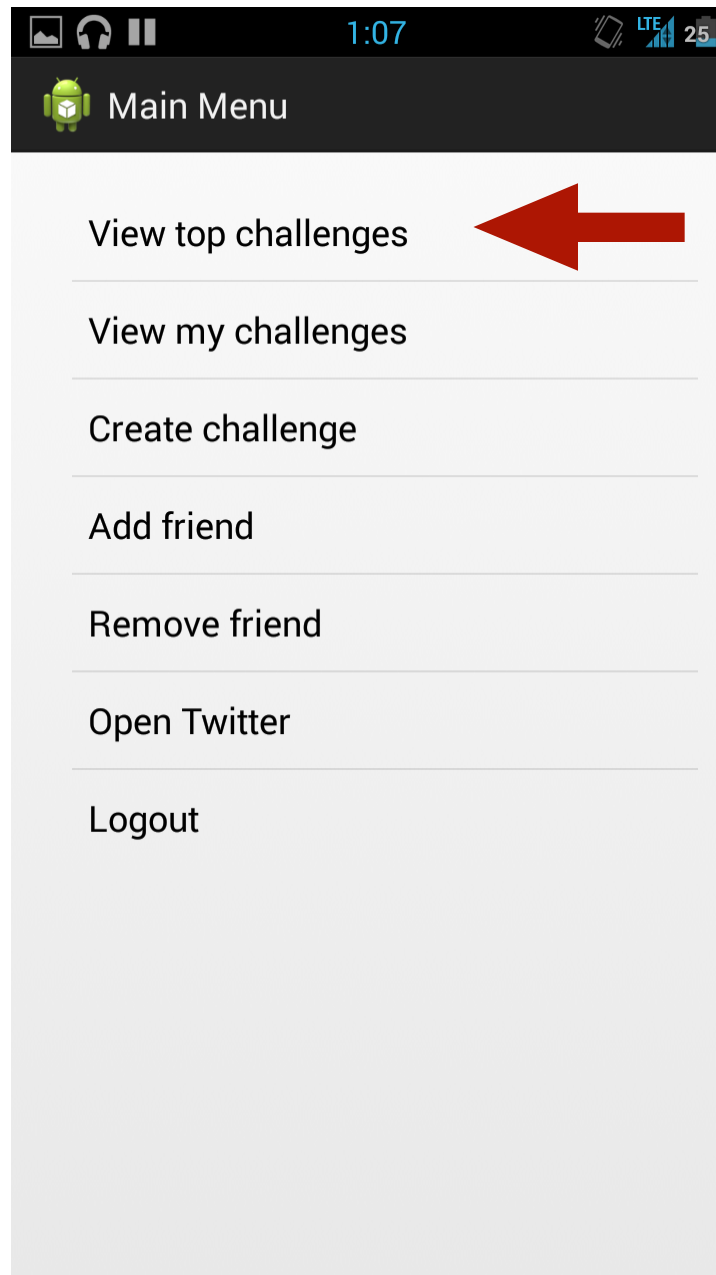 1:07 LTE 25
Main Menu
View top challenges
View my challenges
Create challenge
Add friend
Remove friend
Open Twitter
Logout